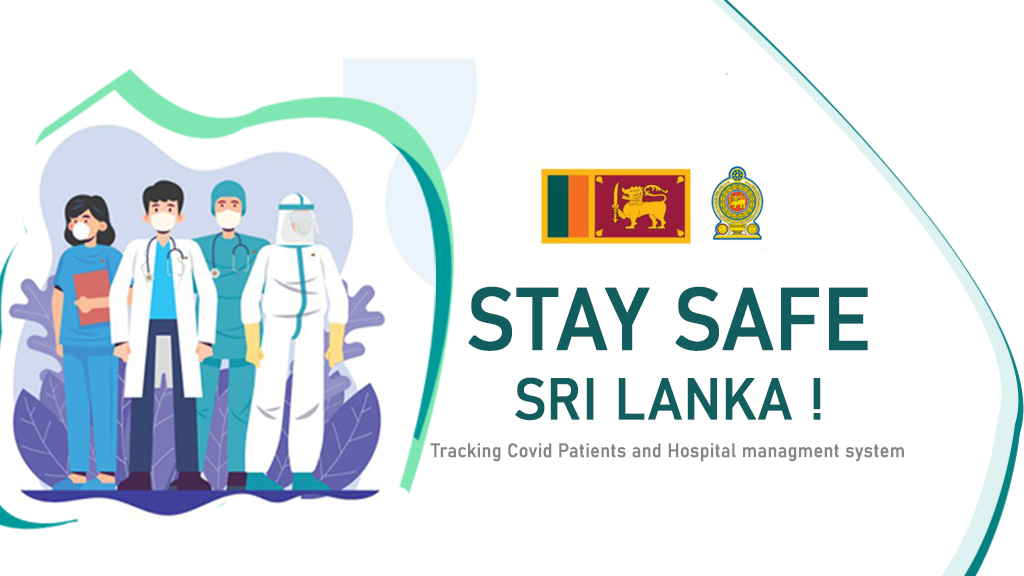 STAY SAFE
SRI LANKA !
Tracking Covid Patients and Hospital managment system